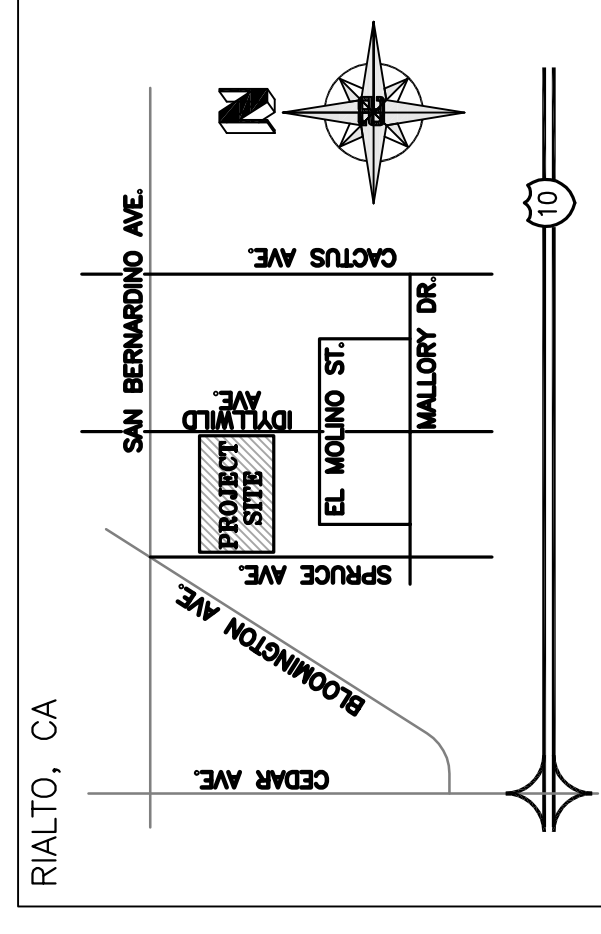 RIALTO, CA
N
SAN BERNARDINO AVE.
CEDAR AVE.
BLOOMINGTON AVE.
SPRUCE AVE.
PROJECT
SITE
IDYLLWILD
AVE.
CACTUS AVE.
EL MOLINO ST.
MALLORY DR.
10